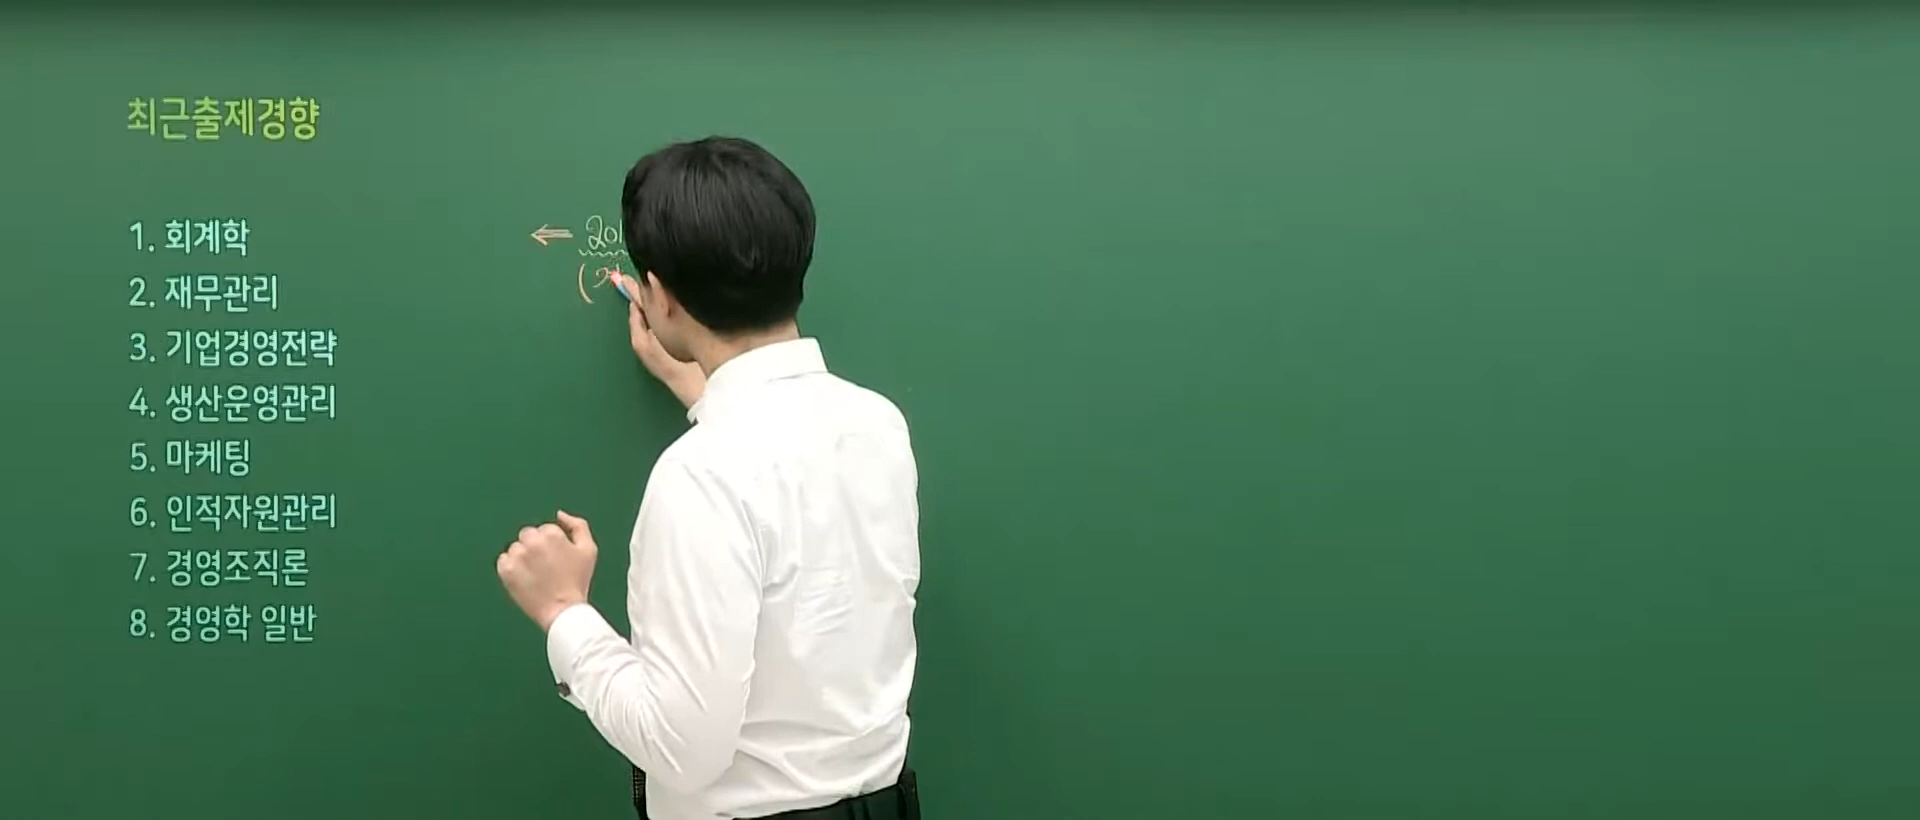 최근출제경향
1. 회계학
← 201
2. 재무관리
3. 기업경영전략
4. 생산운영관리
5. 마케팅
6. 인적자원관리
7. 경영조직론
8. 경영학 일반